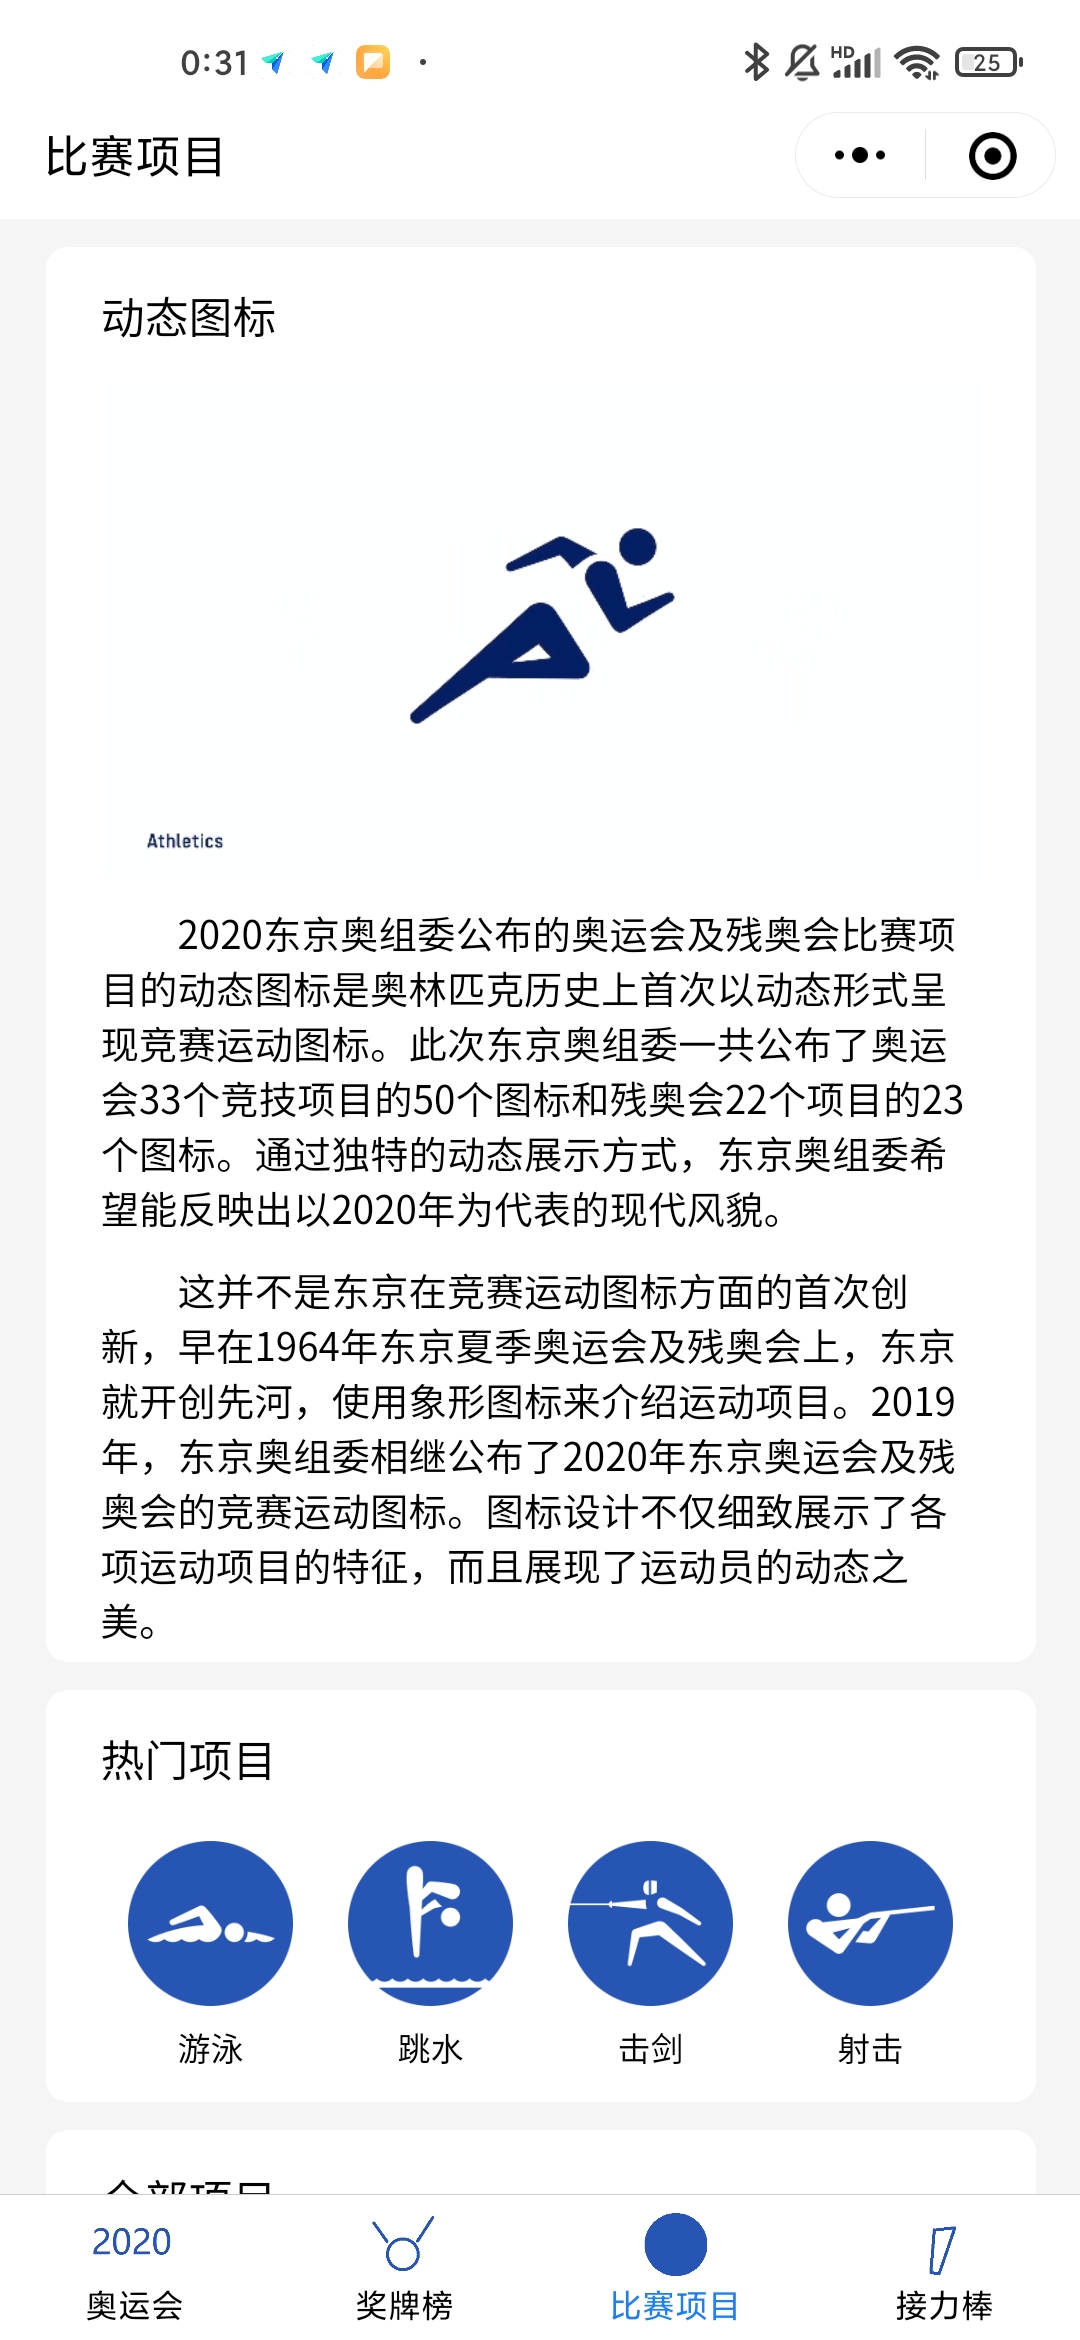 0:31
HD
25
比赛项目
动态图标
Athletics
2020东京奥组委公布的奥运会及残奥会比赛项
目的动态图标是奥林匹克历史上首次以动态形式呈
现竞赛运动图标。此次东京奥组委一共公布了奥运
会33个竞技项目的50个图标和残奥会22个项目的23
个图标。通过独特的动态展示方式，东京奥组委希
望能反映出以2020年为代表的现代风貌。
这并不是东京在竞赛运动图标方面的首次创
新，早在1964年东京夏季奥运会及残奥会上，东京
就开创先河，使用象形图标来介绍运动项目。2019
年，东京奥组委相继公布了2020年东京奥运会及残
奥会的竞赛运动图标。图标设计不仅细致展示了各
项运动项目的特征，而且展现了运动员的动态之
美。
热门项目
游泳 跳水 击剑 射击
全部项目
2020
奥运会 奖牌榜 比赛项目 接力棒